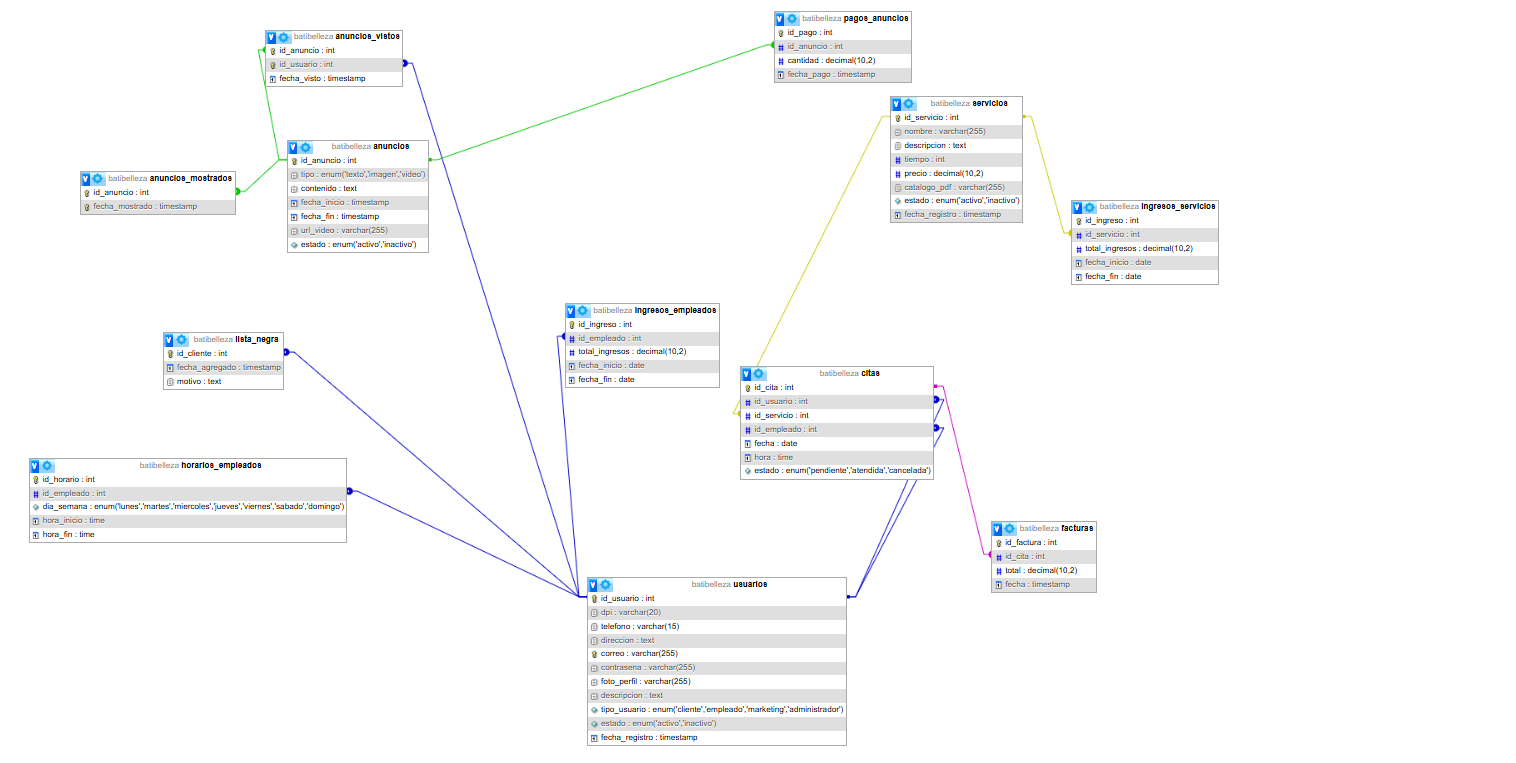 batibelleza pagos_anuncios
id_pago : int
id_anuncio : int
cantidad : decimal(10,2)
fecha_pago : timestamp
batibelleza anuncios_vistos
id_anuncio : int
id_usuario : int
fecha_visto : timestamp
batibelleza servicios
id_servicio : int
nombre : varchar(255)
descripcion : text
tiempo : int
precio : decimal(10,2)
catalogo_pdf : varchar(255)
estado : enum('activo','inactivo')
fecha_registro : timestamp
batibelleza anuncios
id_anuncio : int
tipo : enum('texto','imagen','video')
contenido : text
fecha_inicio : timestamp
fecha_fin : timestamp
url_video : varchar(255)
estado : enum('activo','inactivo')
batibelleza anuncios_mostrados
id_anuncio : int
fecha_mostrado : timestamp
batibelleza ingresos_servicios
id_ingreso : int
id_servicio : int
total_ingresos : decimal(10,2)
fecha_inicio : date
fecha_fin : date
batibelleza ingresos_empleados
id_ingreso : int
id_empleado : int
total_ingresos : decimal(10,2)
fecha_inicio : date
fecha_fin : date
batibelleza lista_negra
id_cliente : int
fecha_agregado : timestamp
motivo : text
batibelleza citas
id_cita : int
id_usuario : int
id_servicio : int
id_empleado : int
fecha : date
hora : time
estado : enum('pendiente','atendida','cancelada')
batibelleza horarios_empleados
id_horario : int
id_empleado : int
dia_semana : enum('lunes','martes','miercoles','jueves','viernes','sabado','domingo')
hora_inicio : time
hora_fin : time
batibelleza facturas
id_factura : int
id_cita : int
total : decimal(10,2)
fecha : timestamp
batibelleza usuarios
id_usuario : int
dpi : varchar(20)
telefono : varchar(15)
direccion : text
correo : varchar(255)
contrasena : varchar(255)
foto_perfil : varchar(255)
descripcion : text
tipo_usuario : enum('cliente','empleado','marketing','administrador')
estado : enum('activo','inactivo')
fecha_registro : timestamp